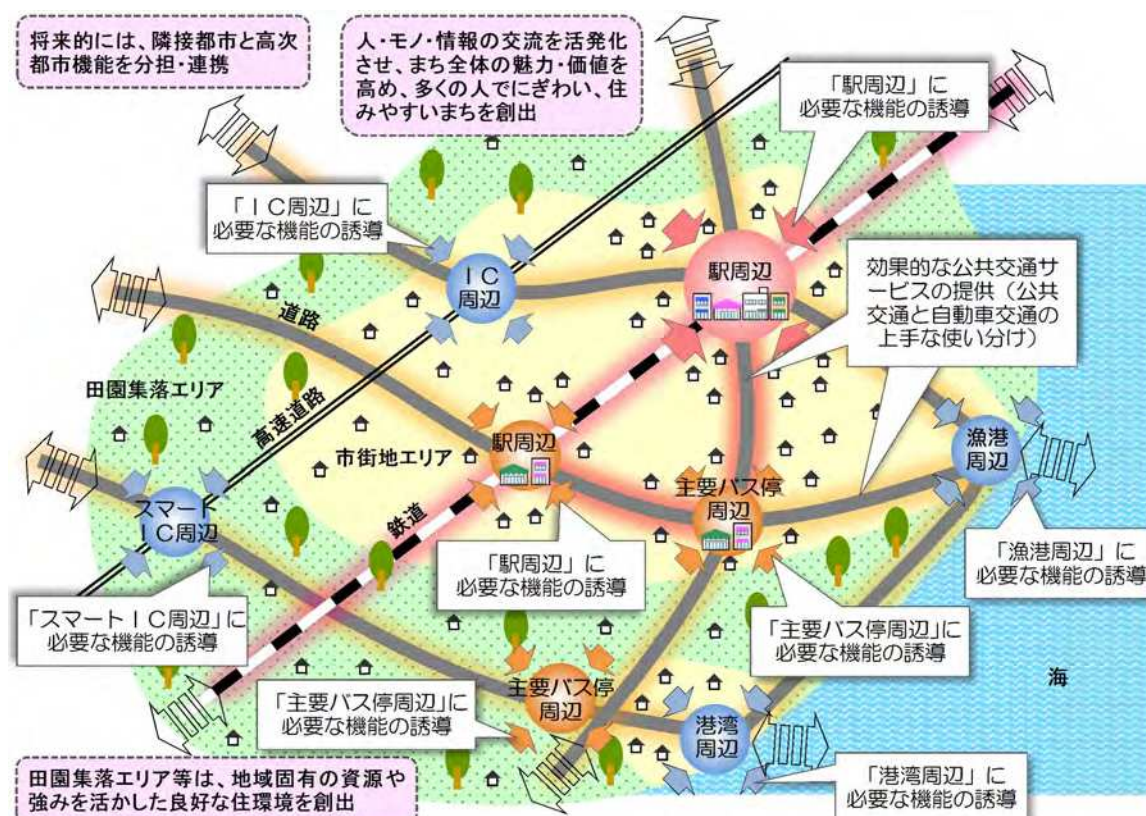 将来的には、隣接都市と高次
都市機能を分担・連携
人・モノ・情報の交流を活発化
させ、まち全体の魅力・価値を
高め、多くの人でにぎわい、住
みやすいまちを創出
「駅周辺」に
必要な機能の誘導
「ＩＣ周辺」に
必要な機能の誘導
ＩＣ
周辺
駅周辺
効果的な公共交通サ
ービスの提供（公共
交通と自動車交通の
上手な使い分け）
道路
田園集落エリア
高速道路
市街地エリア
駅周辺
漁港
周辺
主要バス停
周辺
スマート
ＩＣ周辺
鉄道
「駅周辺」に
必要な機能の誘導
「漁港周辺」に
必要な機能の誘導
「スマートＩＣ周辺」に
必要な機能の誘導
「主要バス停周辺」に
必要な機能の誘導
海
「主要バス停周辺」に
必要な機能の誘導
主要バス停
周辺
港湾
周辺
田園集落エリア等は、地域固有の資源や
強みを活かした良好な住環境を創出
「港湾周辺」に
必要な機能の誘導